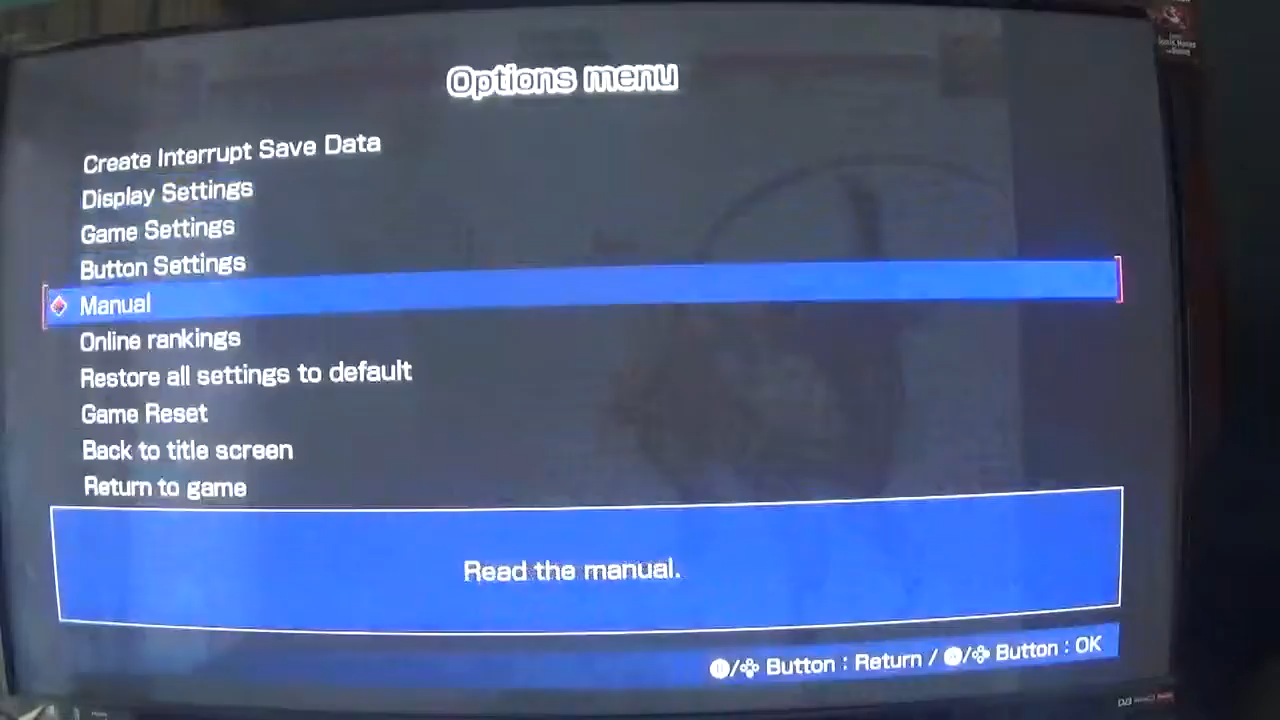 Options menu
Create Interrupt Save Data
Display Settings
Game Settings
Button Settings
Manual
Online rankings
Restore all settings to default
Game Reset
Back to title screen
Return to game
Read the manual.
Button : Return / Button : OK